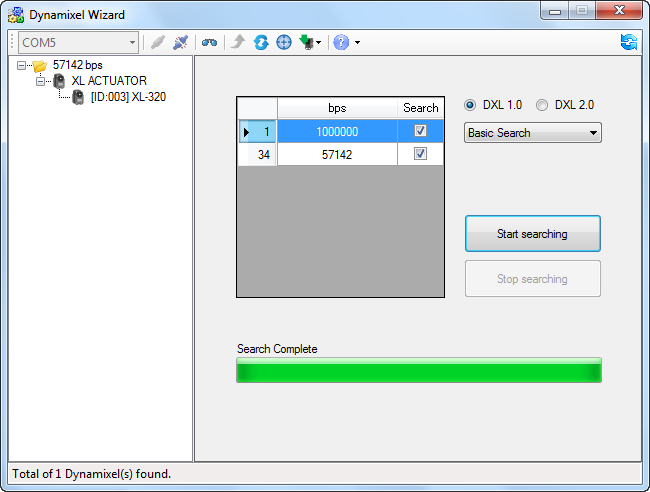 Dynamixel Wizard
COM5
57142 bps
XL ACTUATOR
[ID:003] XL-320
bps Search
1 1000000
34 57142
DXL 1.0 DXL 2.0
Basic Search
Start searching
Stop searching
Search Complete
Total of 1 Dynamixel(s) found.